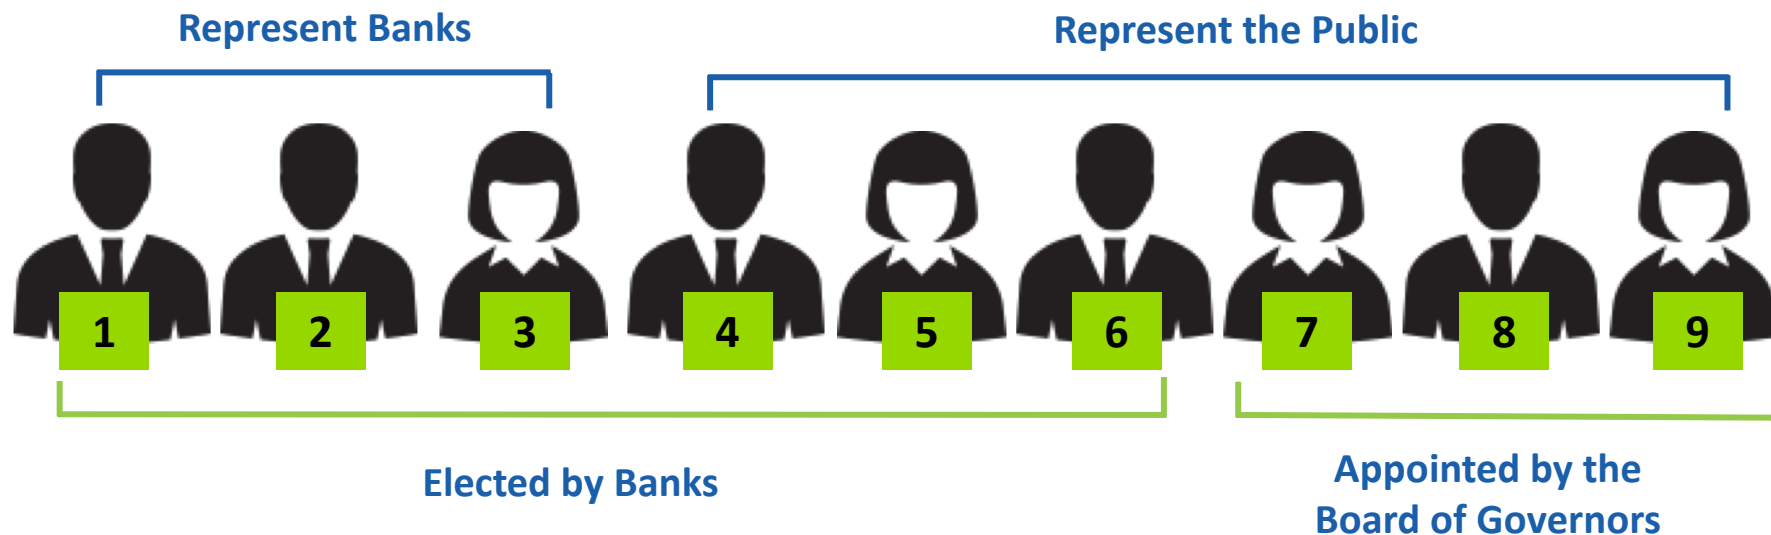 Represent Banks
Represent the Public
1 2 3 4 5 6 7 8 9
Elected by Banks
Appointed by the
Board of Governors